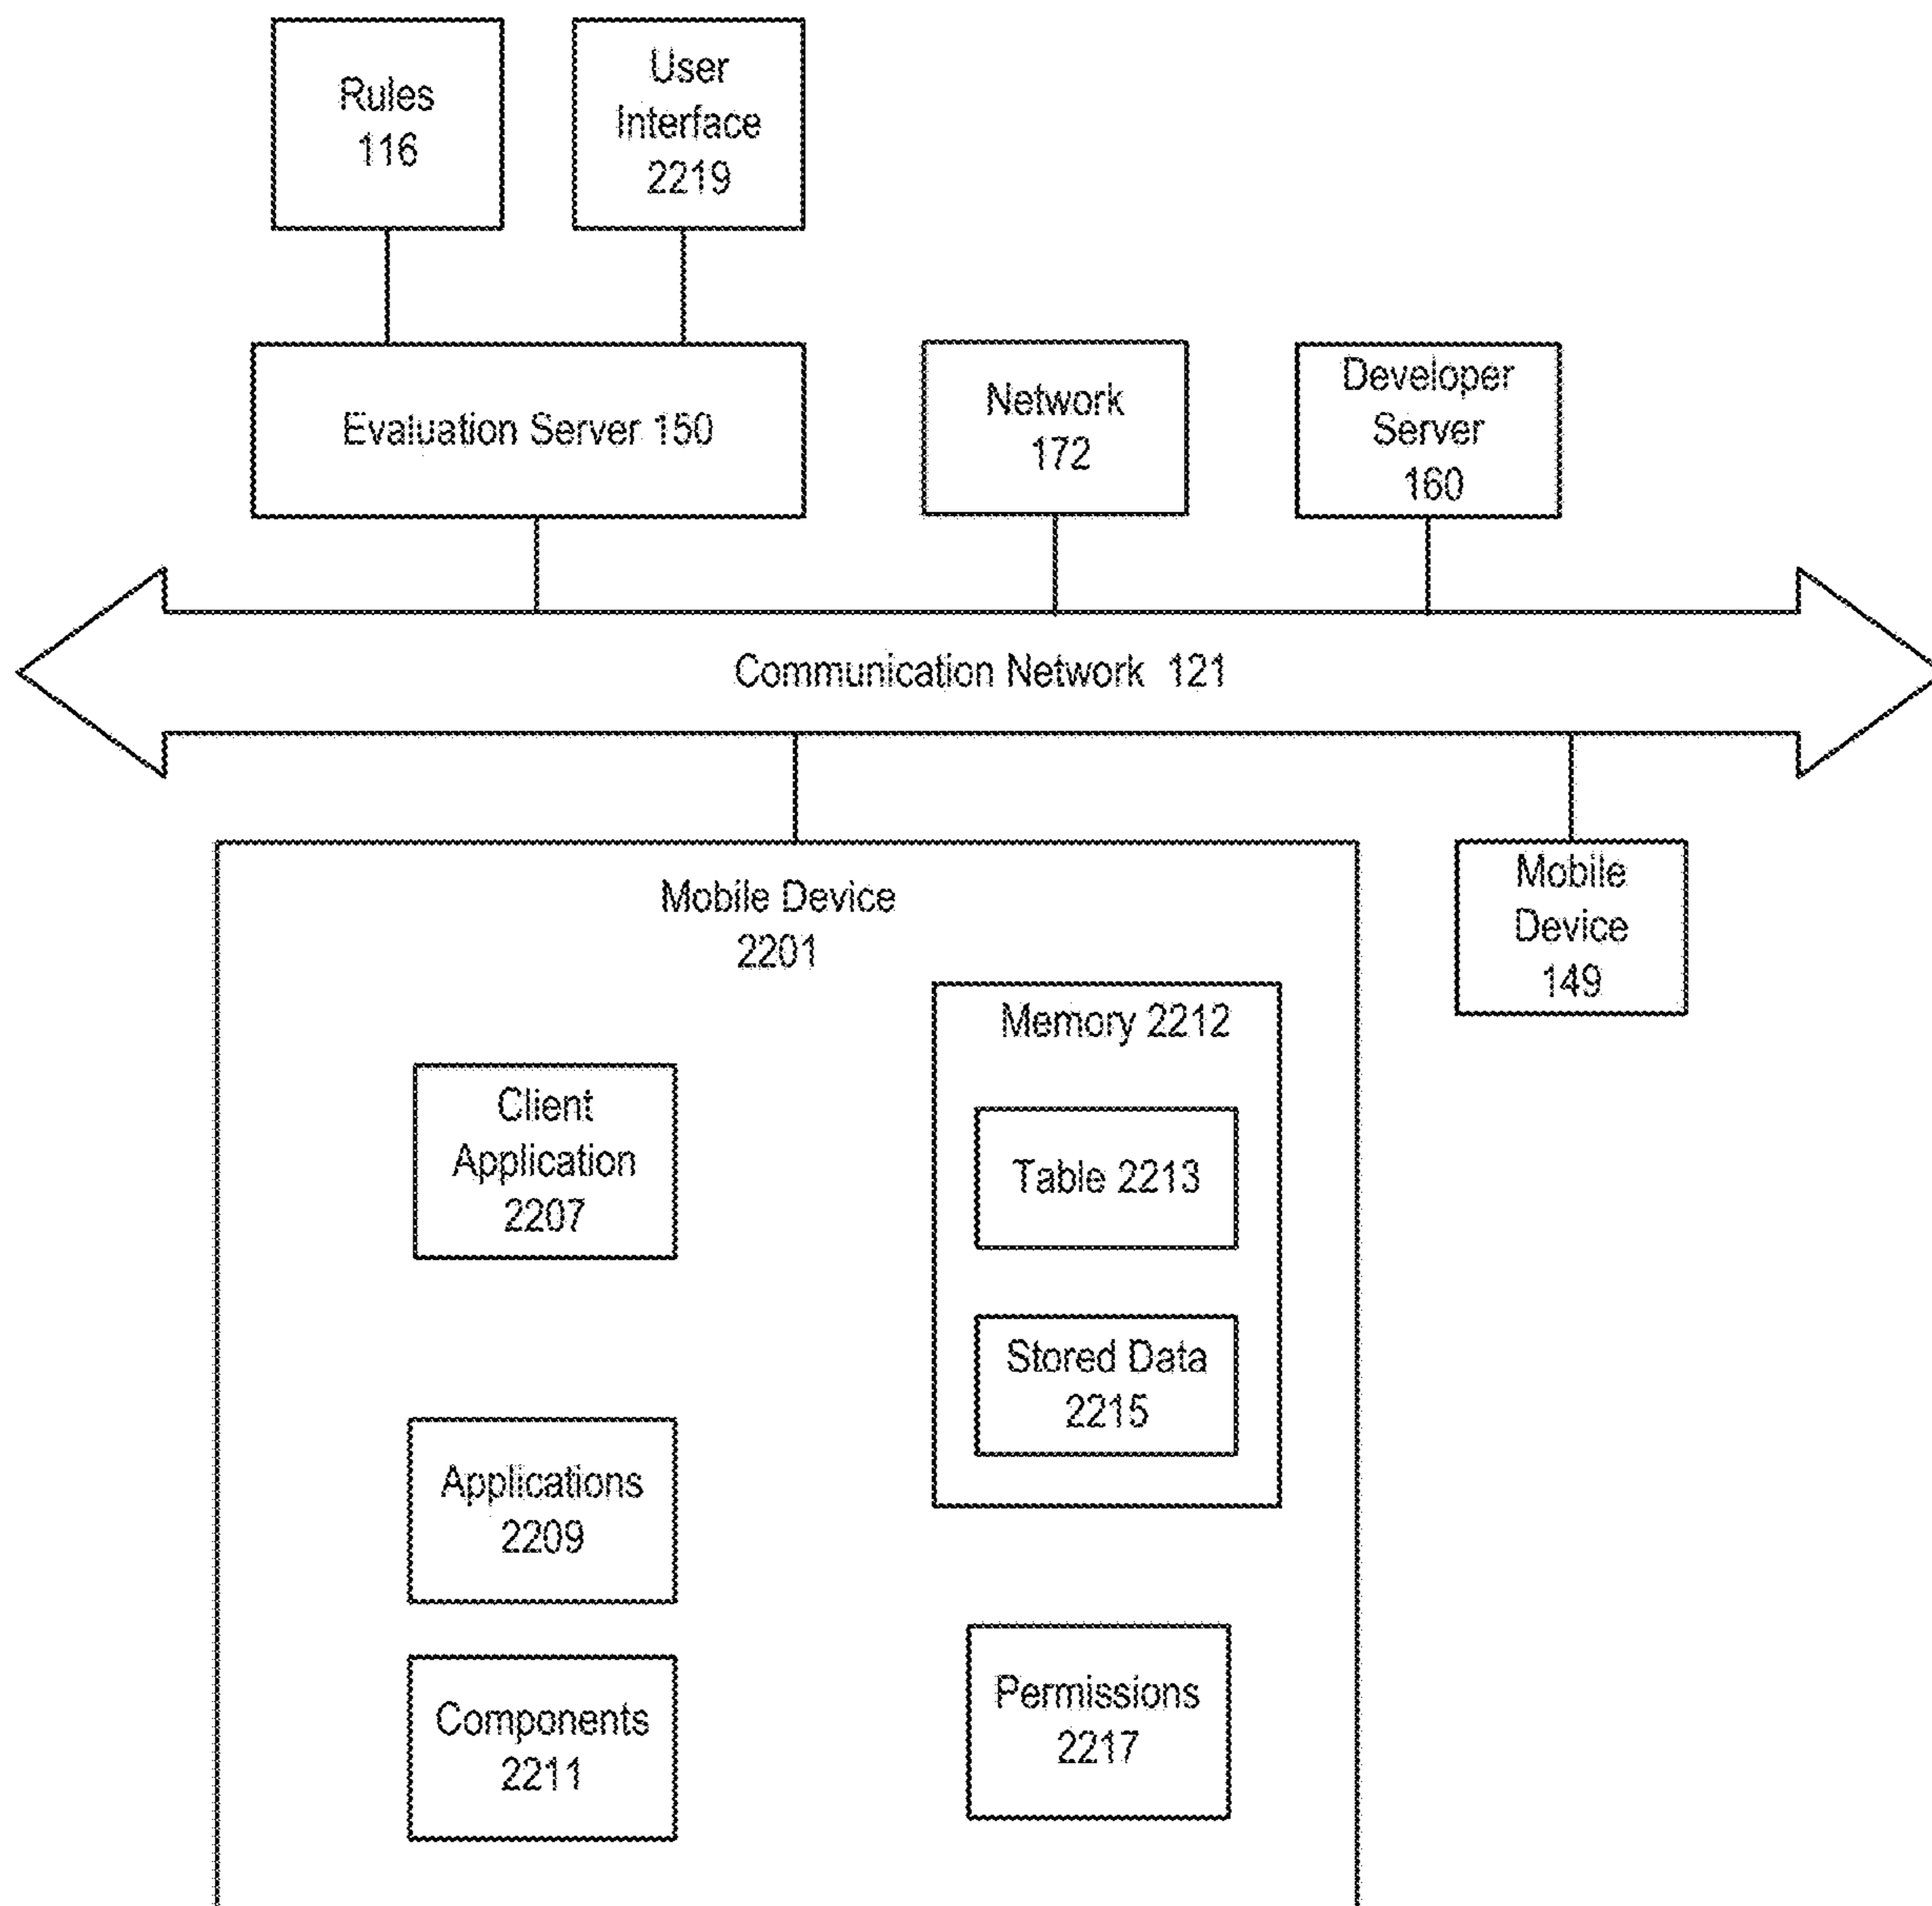 Rules
116
User
Interface
2219
Evaluation Server 150
Network
172
Developer
Server
160
Communication Network 121
Mobile Device
2201
Mobile
Device
149
Memory 2212
Client
Application
2207
Table 2213
Stored Data
2215
Applications
2209
Permissions
2217
Components
2211